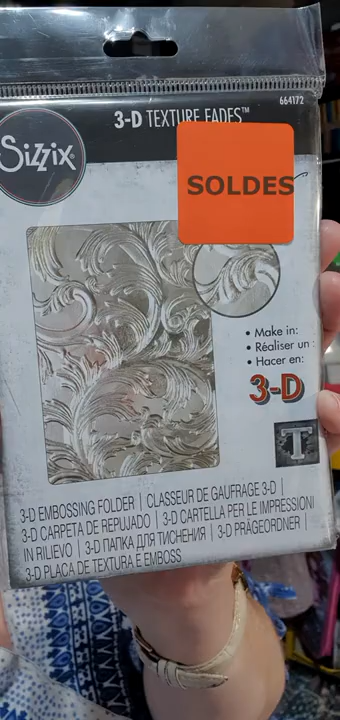 664172
3-D TEXTURE FADES™
Sizzix®
SOLDES
• Make in:
• Réaliser un :
• Hacer en:
3-D
T
3-D EMBOSSING FOLDER | CLASSEUR DE GAUFRAGE 3-D |
3-D CARPETA DE REPUJADO | 3-D CARTELLA PER LE IMPRESSIONI
IN RILIEVO | 3-D ПАПКА ДЛЯ ТИСНЕНИЯ | 3-D PRÄGEORDNER |
3-D PLACA DE TEXTURA E EMBOSS